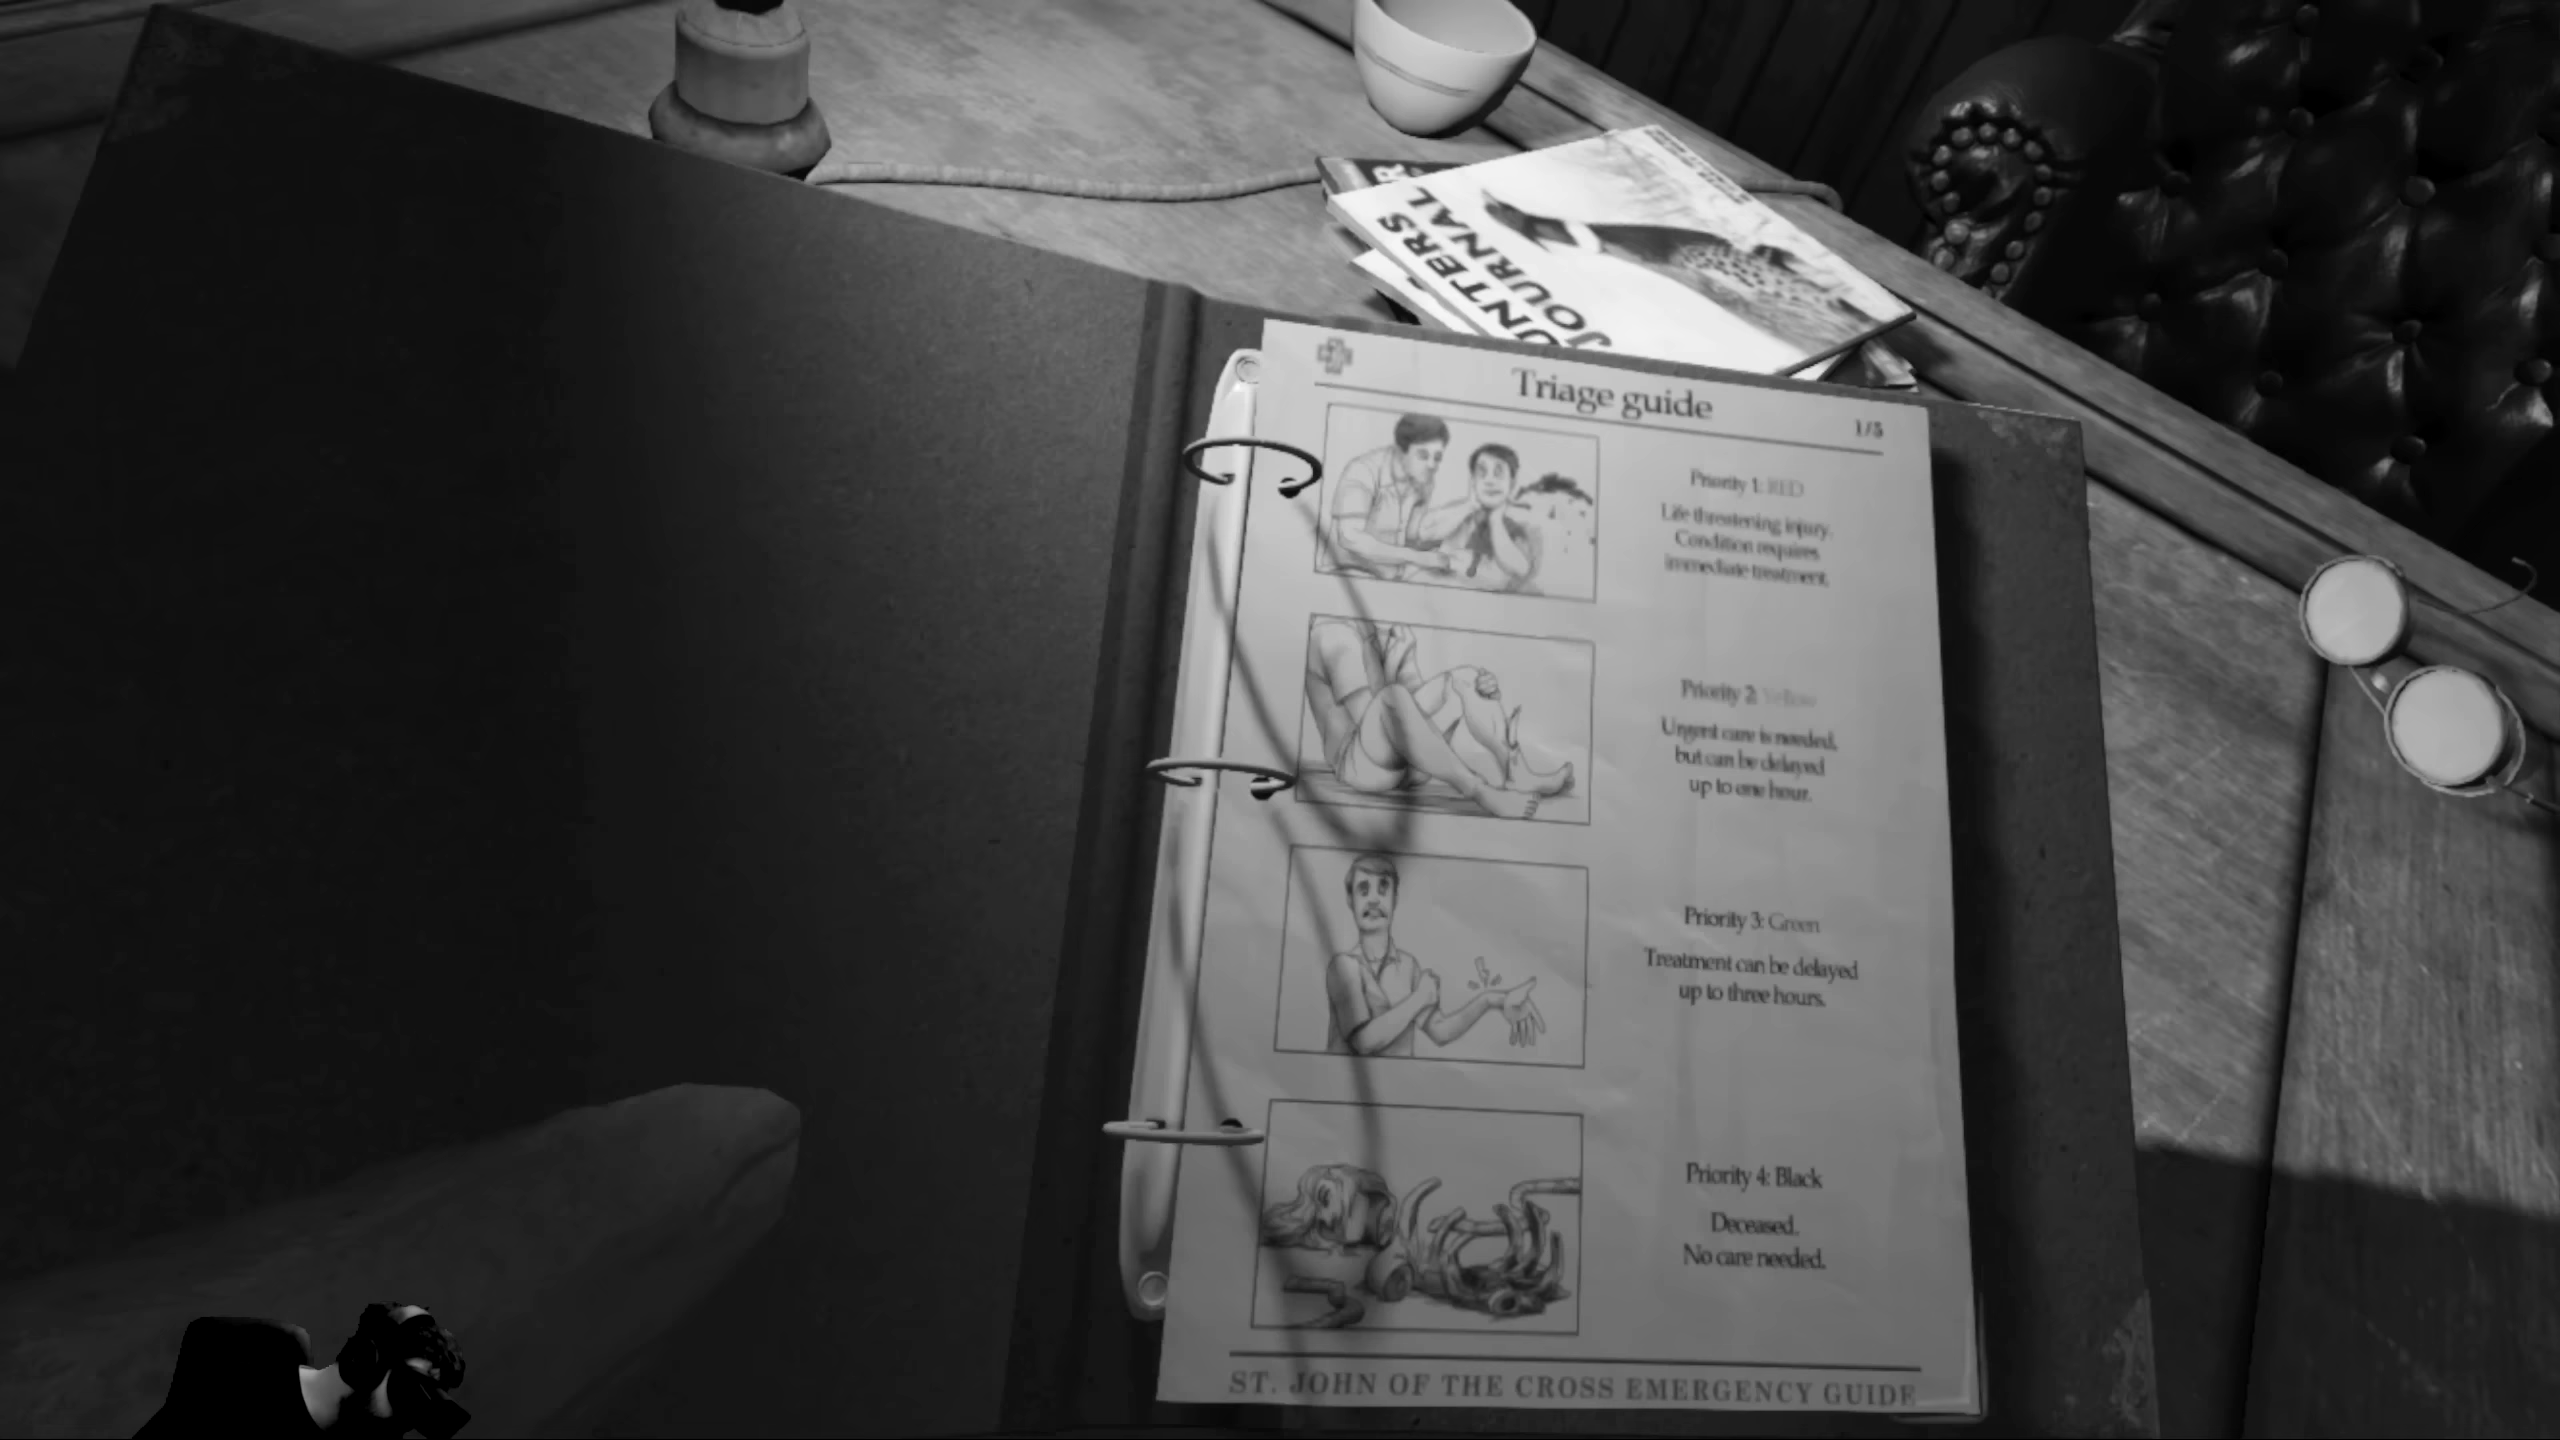 UNTERS
JOURNAL
Triage guide
1/5
Priority 1: RED
Life threatening injury.
Condition requires
immediate treatment.
Priority 2: Yellow
Urgent care is needed,
but can be delayed
up to one hour.
Priority 3: Green
Treatment can be delayed
up to three hours.
Priority 4: Black
Deceased.
No care needed.
ST. JOHN OF THE CROSS EMERGENCY GUIDE